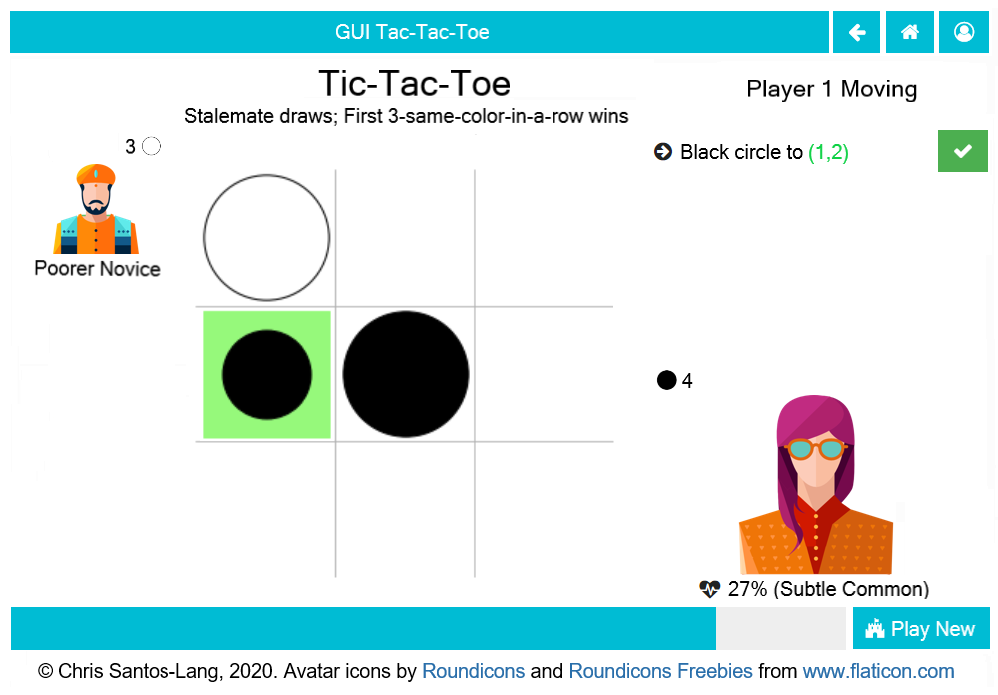 GUI Tac-Tac-Toe
Tic-Tac-Toe
Stalemate draws; First 3-same-color-in-a-row wins
Player 1 Moving
3
Black circle to (1,2)
Poorer Novice
4
27% (Subtle Common)
Play New
© Chris Santos-Lang, 2020. Avatar icons by Roundicons and Roundicons Freebies from www.flaticon.com